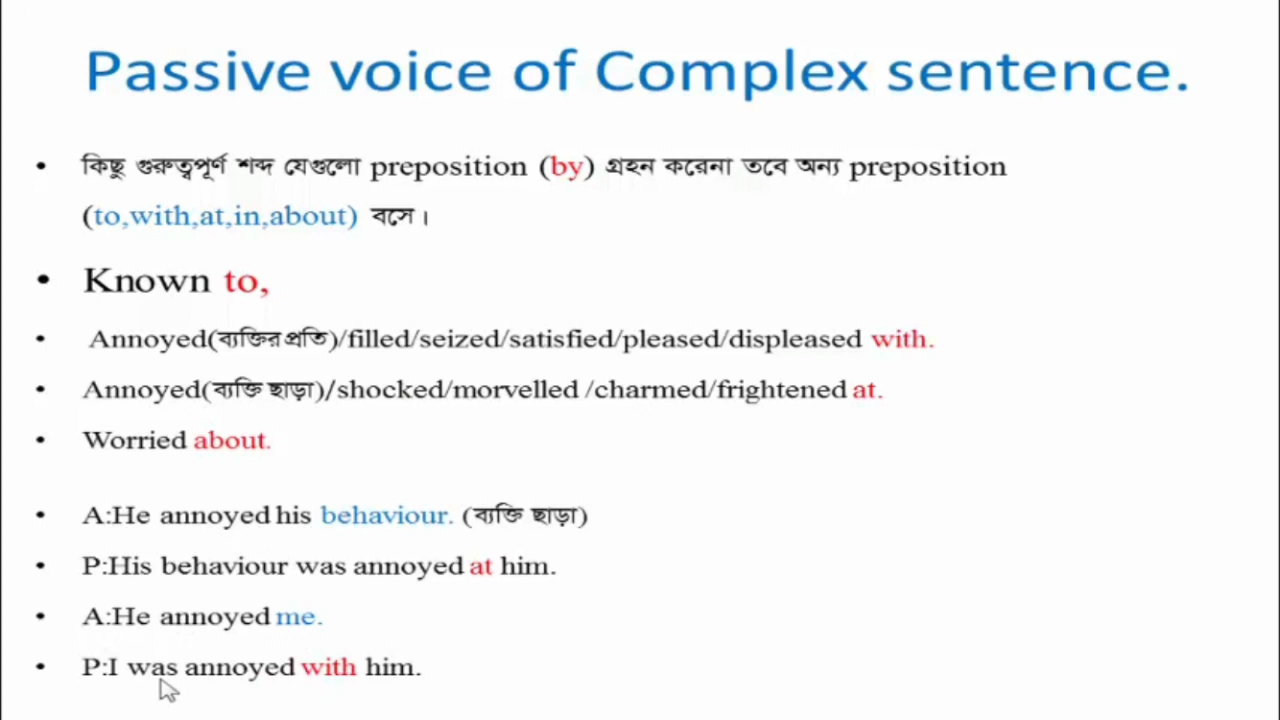 Passive voice of Complex sentence.
• কিছু গুরুত্বপূর্ণ শব্দ যেগুলো preposition (by) গ্রহন করেনা তবে অন্য preposition
(to,with,at,in,about) বসে।
• Known to,
• Annoyed(ব্যক্তির প্রতি)/filled/seized/satisfied/pleased/displeased with.
• Annoyed(ব্যক্তি ছাড়া)/shocked/morvelled /charmed/frightened at.
• Worried about.
• A:He annoyed his behaviour. (ব্যক্তি ছাড়া)
• P:His behaviour was annoyed at him.
• A:He annoyed me.
• P:I was annoyed with him.